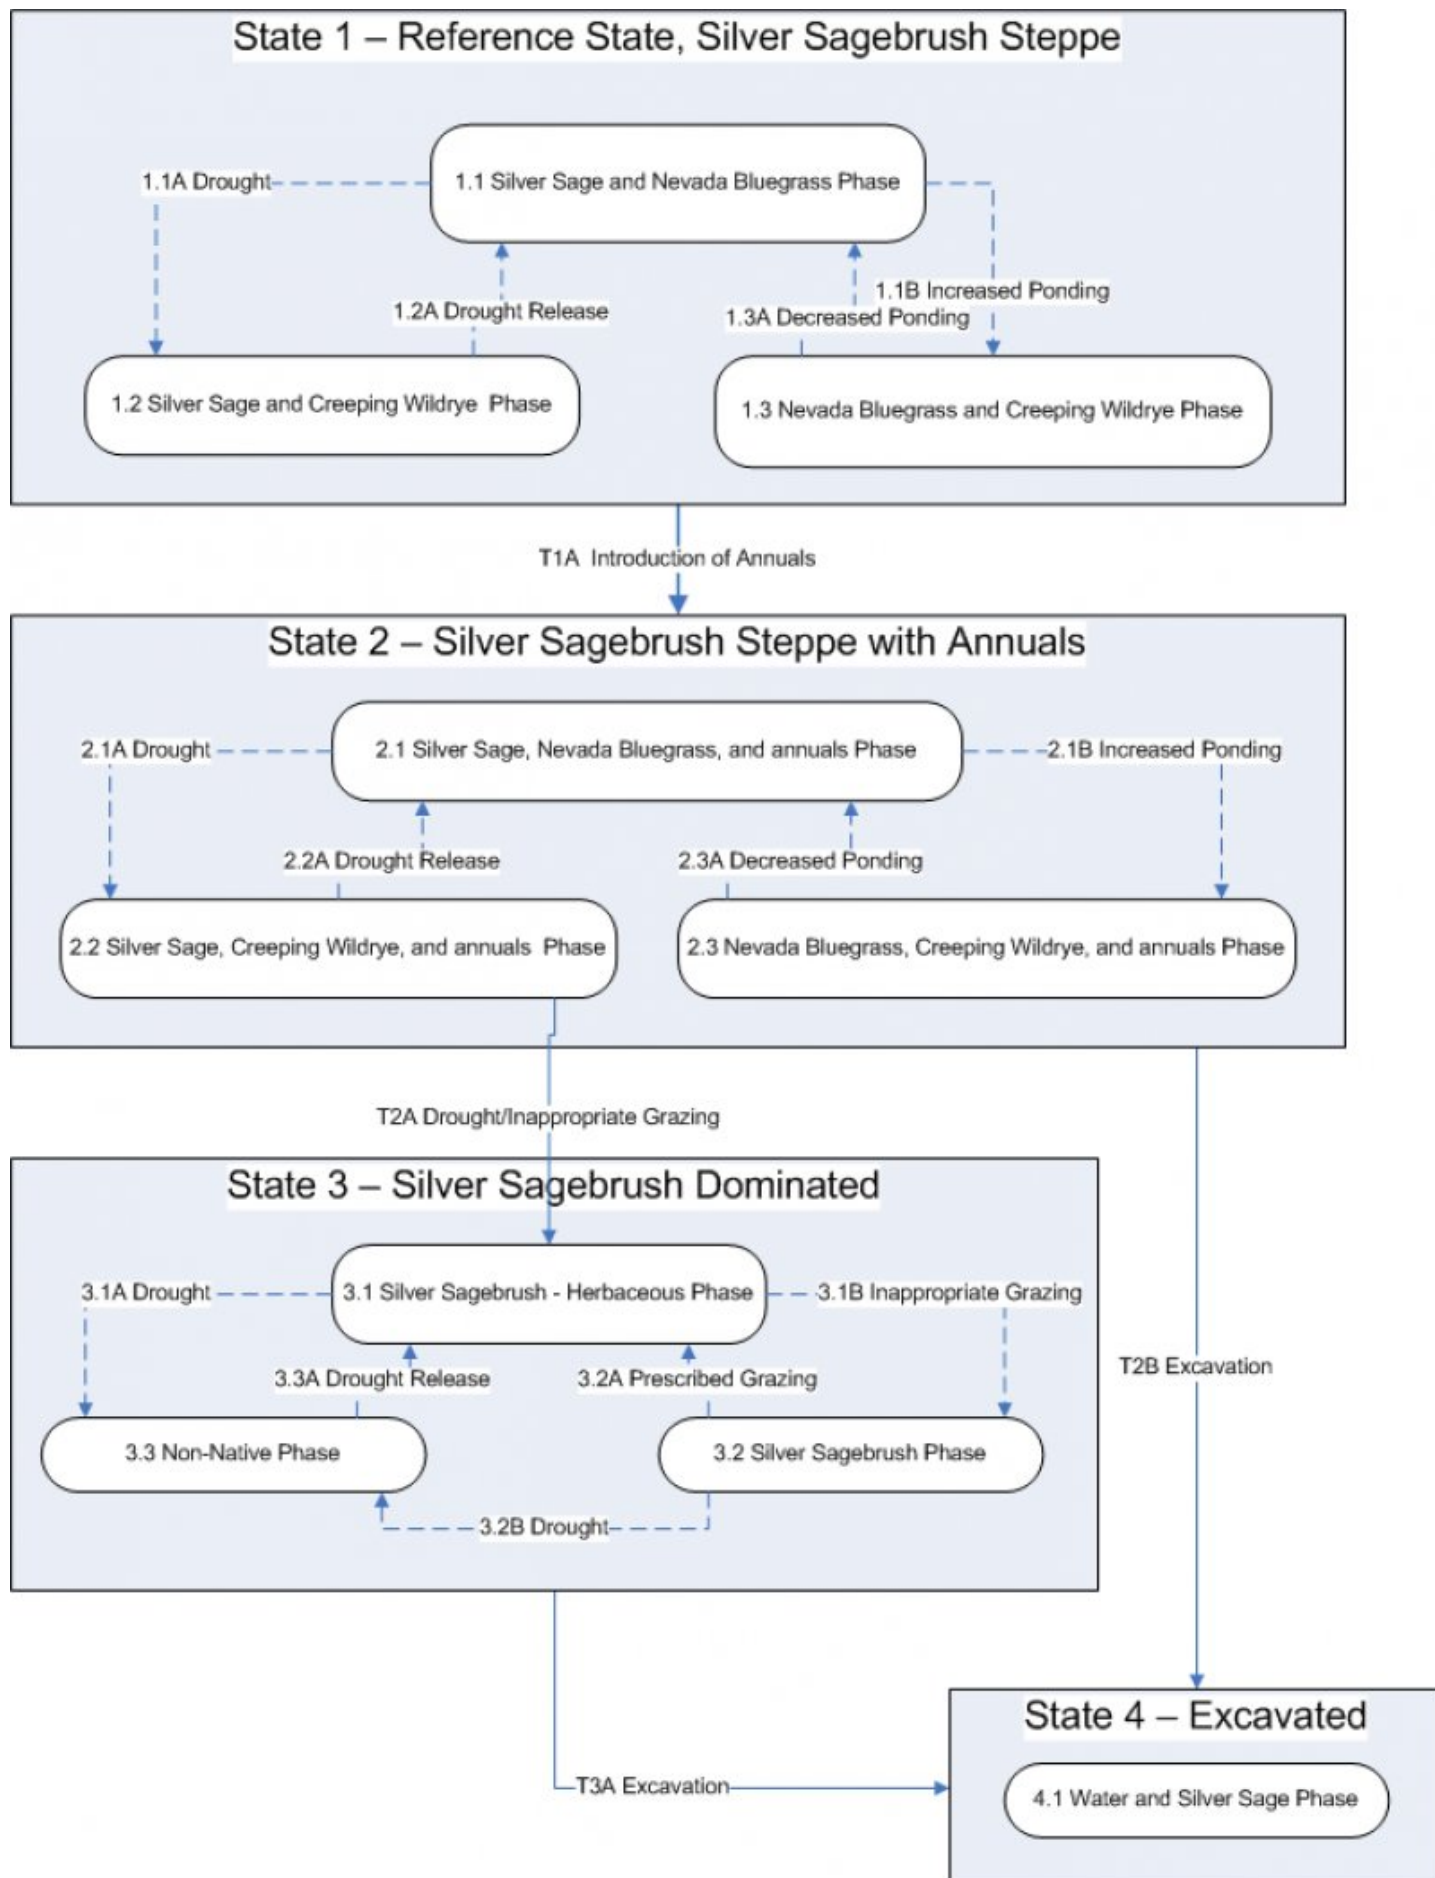 State 1 – Reference State, Silver Sagebrush Steppe
1.1A Drought
1.1 Silver Sage and Nevada Bluegrass Phase
1.1B Increased Ponding
1.2A Drought Release
1.3A Decreased Ponding
1.2 Silver Sage and Creeping Wildrye Phase
1.3 Nevada Bluegrass and Creeping Wildrye Phase
T1A Introduction of Annuals
State 2 – Silver Sagebrush Steppe with Annuals
2.1A Drought
2.1 Silver Sage, Nevada Bluegrass, and annuals Phase
2.1B Increased Ponding
2.2A Drought Release
2.3A Decreased Ponding
2.2 Silver Sage, Creeping Wildrye, and annuals Phase
2.3 Nevada Bluegrass, Creeping Wildrye, and annuals Phase
T2A Drought/Inappropriate Grazing
State 3 – Silver Sagebrush Dominated
3.1A Drought
3.1 Silver Sagebrush - Herbaceous Phase
3.1B Inappropriate Grazing
3.3A Drought Release
3.2A Prescribed Grazing
T2B Excavation
3.3 Non-Native Phase
3.2 Silver Sagebrush Phase
3.2B Drought
State 4 – Excavated
T3A Excavation
4.1 Water and Silver Sage Phase